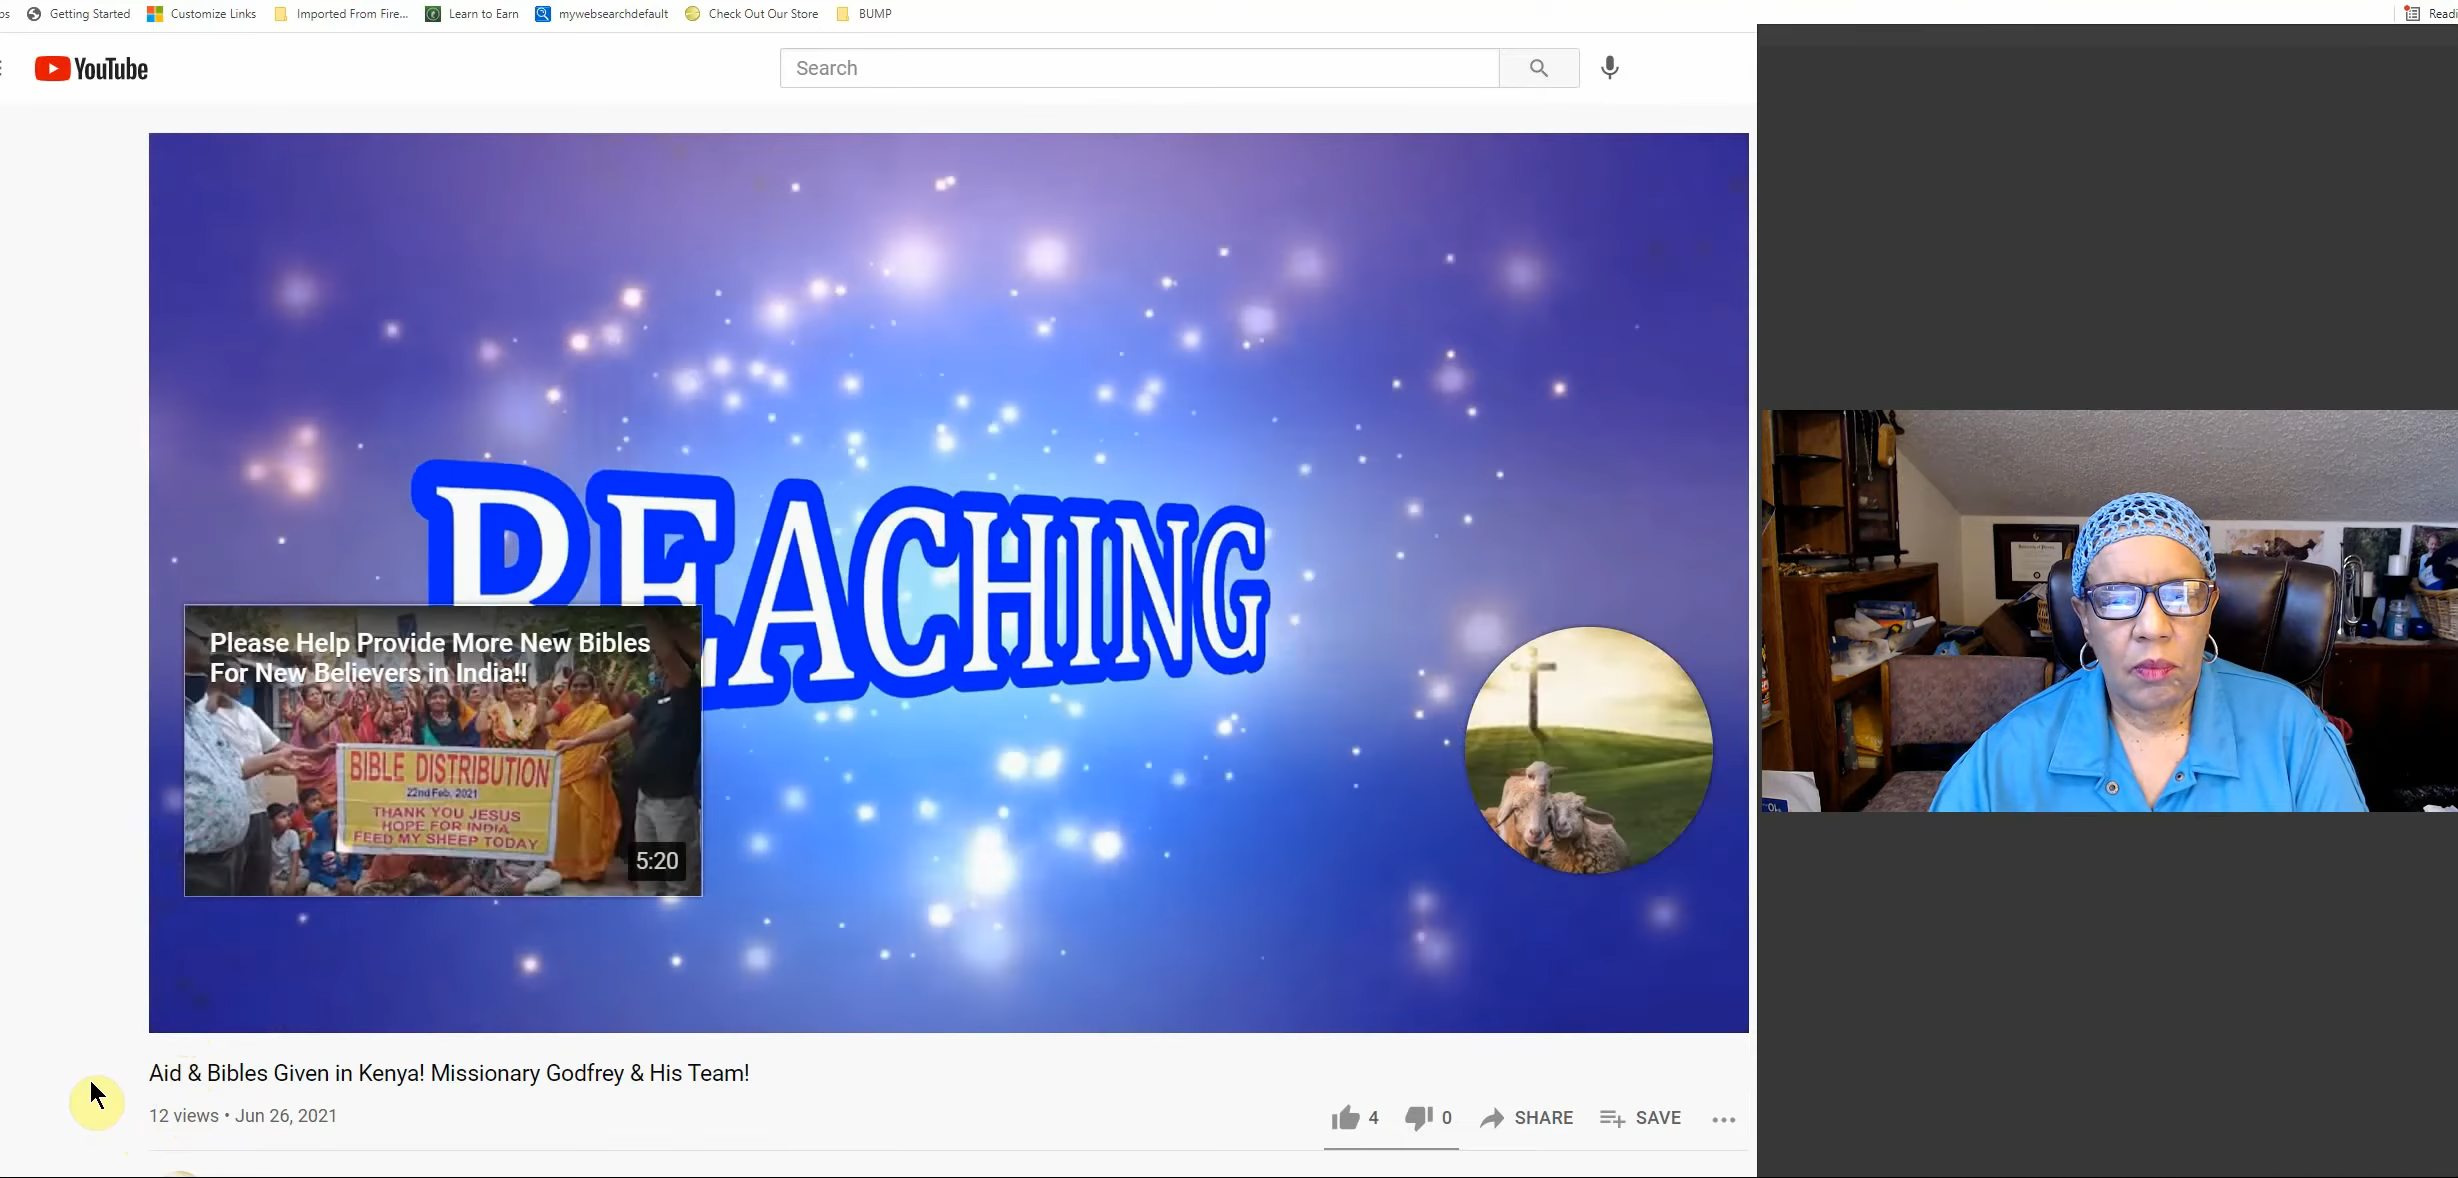 Getting Started Customize Links Imported From Fire... Learn to Earn mywebsearchdefault Check Out Our Store BUMP
YouTube
Search
REACHING
Please Help Provide More New Bibles
For New Believers in India!!
BIBLE DISTRIBUTION
22nd Feb, 2021
THANK YOU JESUS
HOPE FOR INDIA
FEED MY SHEEP TODAY
5:20
Aid & Bibles Given in Kenya! Missionary Godfrey & His Team!
12 views • Jun 26, 2021
4 0 SHARE SAVE